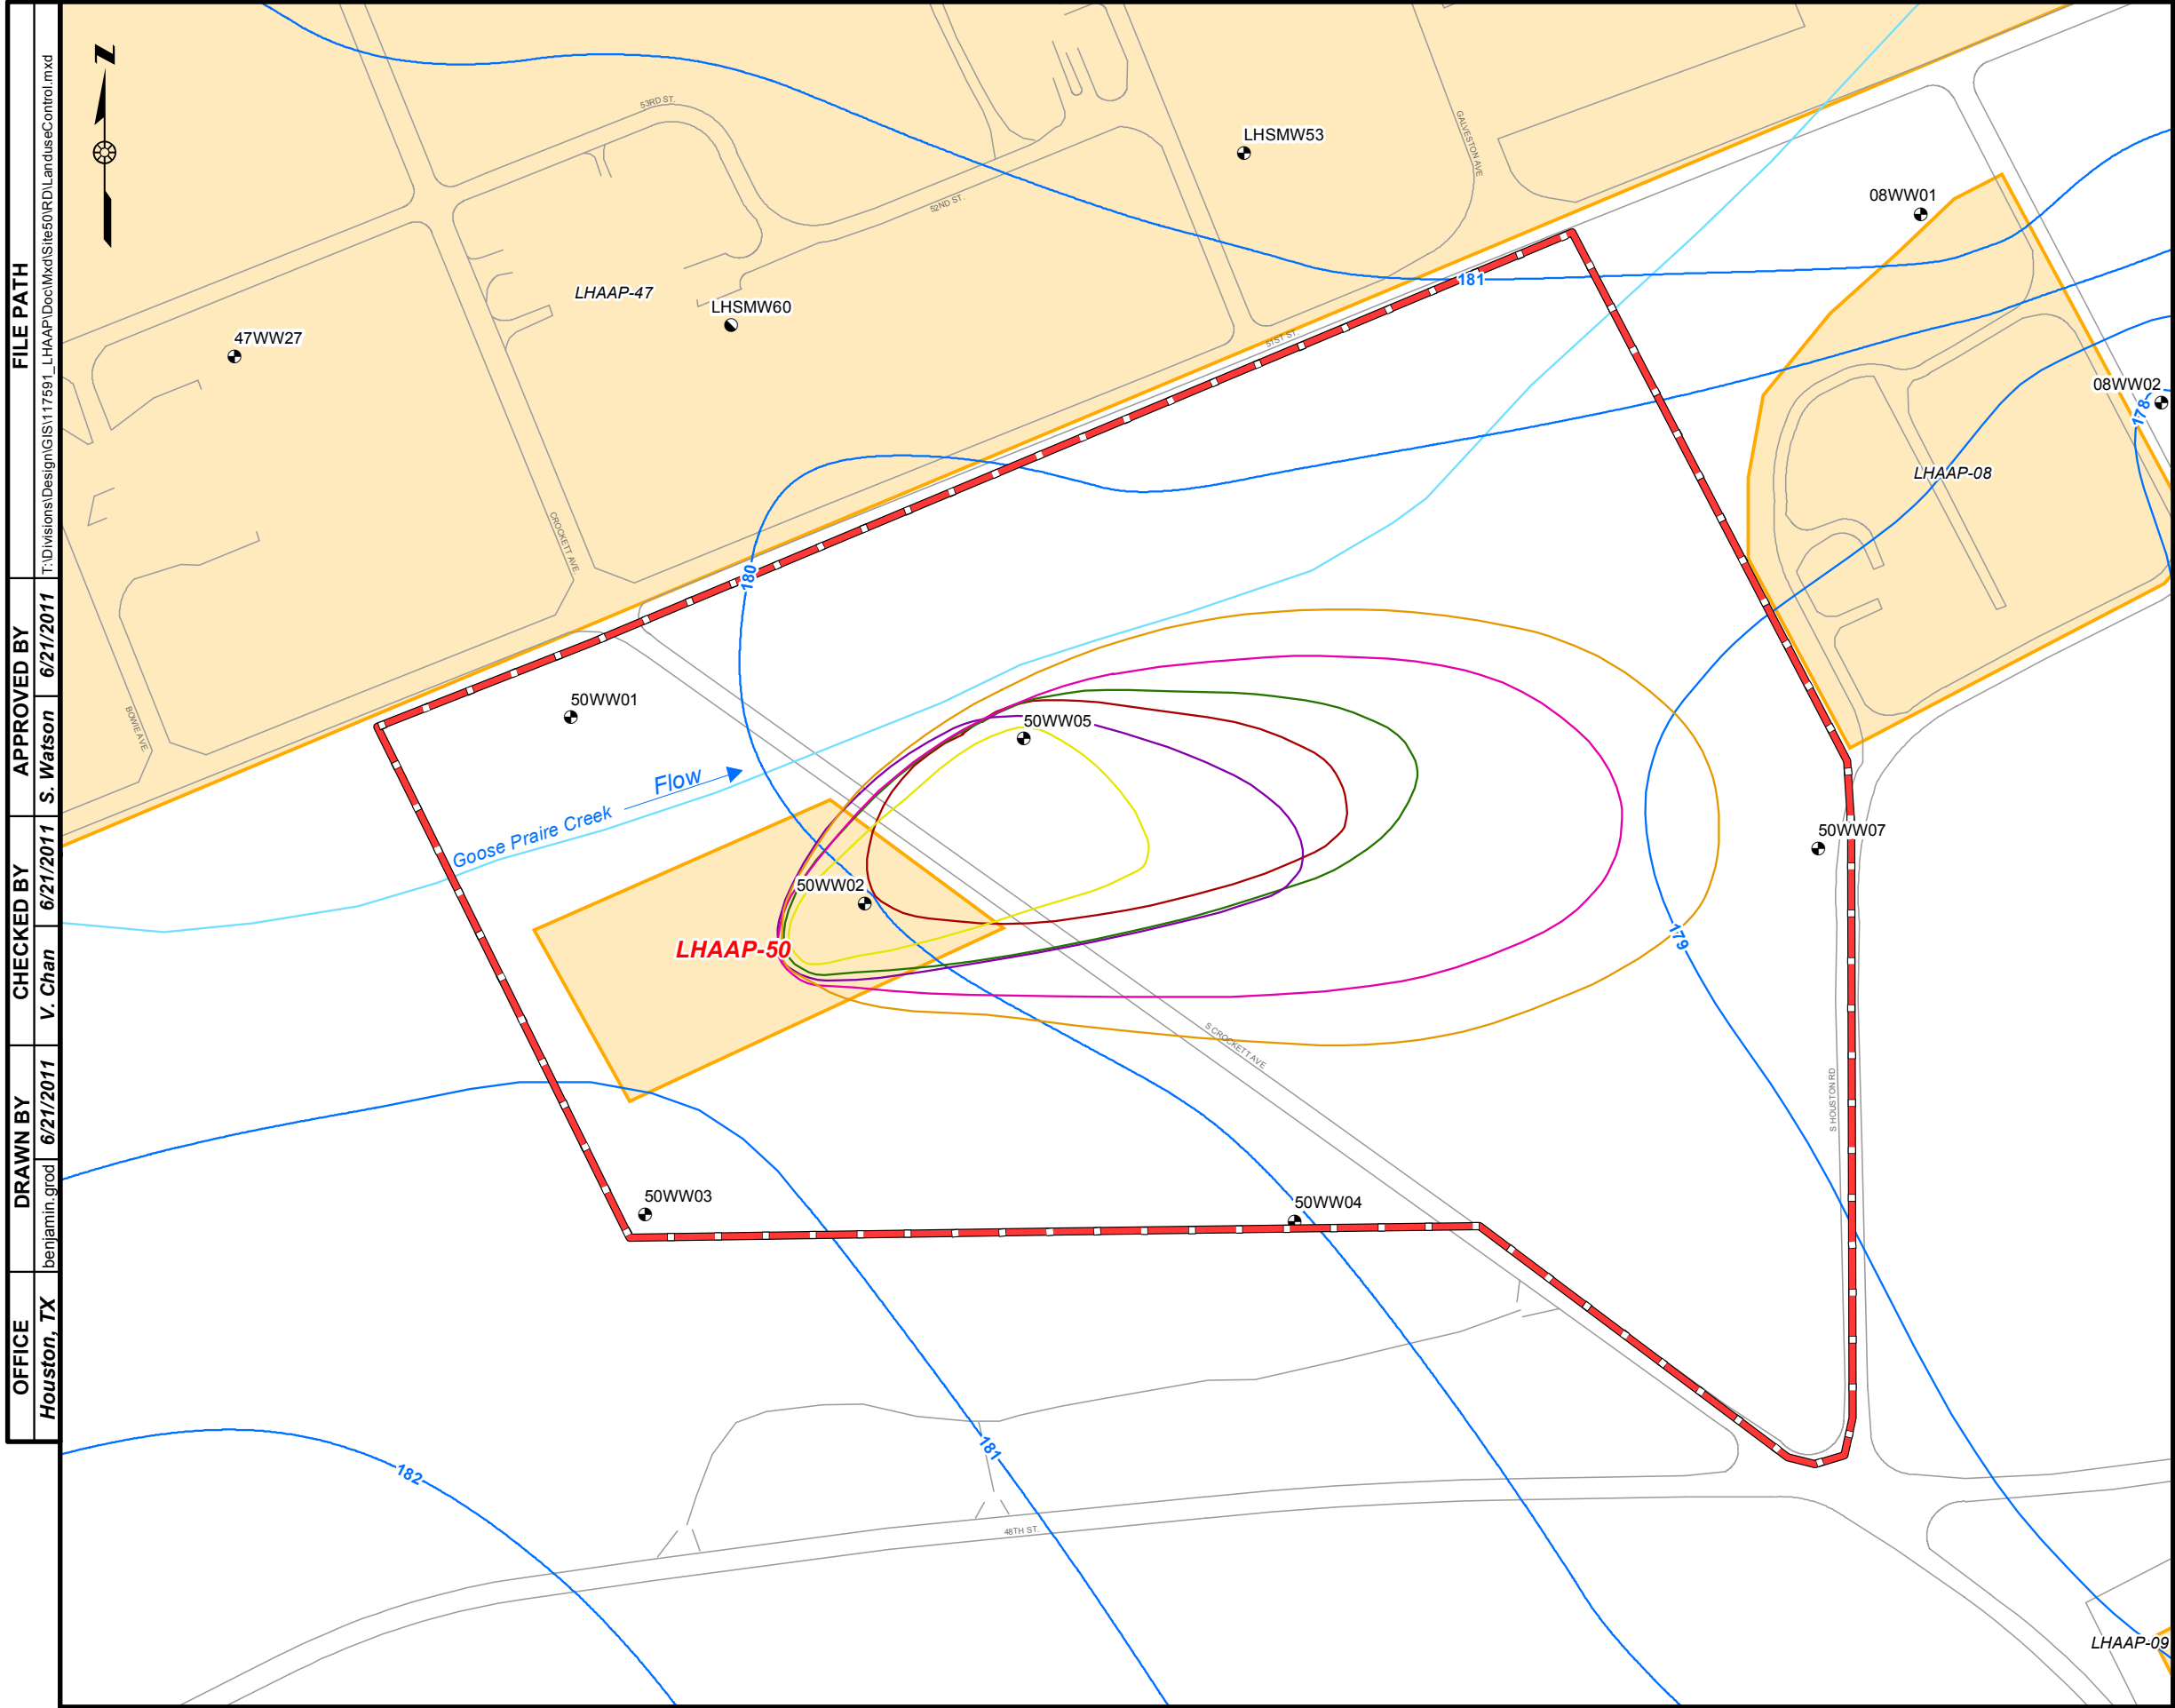 OFFICE
Houston, TX
DRAWN BY
benjamin.grod
6/21/2011
CHECKED BY
V. Chan
6/21/2011
APPROVED BY
S. Watson
6/21/2011
FILE PATH
T:\Divisions\Design\GIS\117591_LHAAP\Doc\Mxd\Site50\RD\LanduseControl.mxd
N
53RD ST.
52ND ST.
GALVESTON AVE
LHSMW53
08WW01
LHAAP-47
LHSMW60
181
47WW27
51ST ST
08WW02
178
LHAAP-08
CROCKETT AVE.
180
50WW01
BOWIE AVE.
50WW05
Flow
Goose Praire Creek
50WW07
50WW02
LHAAP-50
179
S CROCKETT AVE
S HOUSTON RD
50WW03
50WW04
181
182
48TH ST.
LHAAP-09